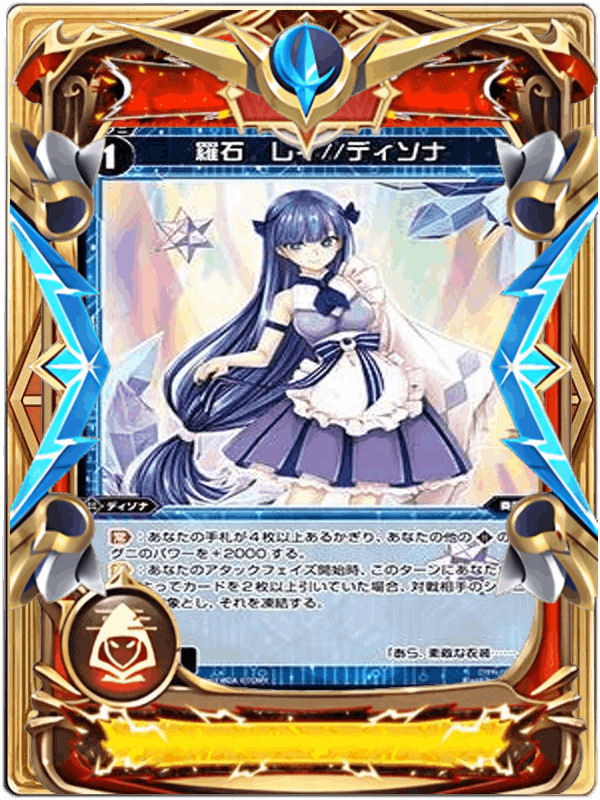 1
羅石 レイ//ディソナ
ディソナ
常:あなたの手札が4枚以上あるかぎり、あなたの他の
グニのパワーを+2000する。
:あなたのアタックフェイズ開始時、このターンにあなた
よってカードを2枚以上引いていた場合、対戦相手のシ
象とし、それを凍結する。
「あら、素敵な衣装……